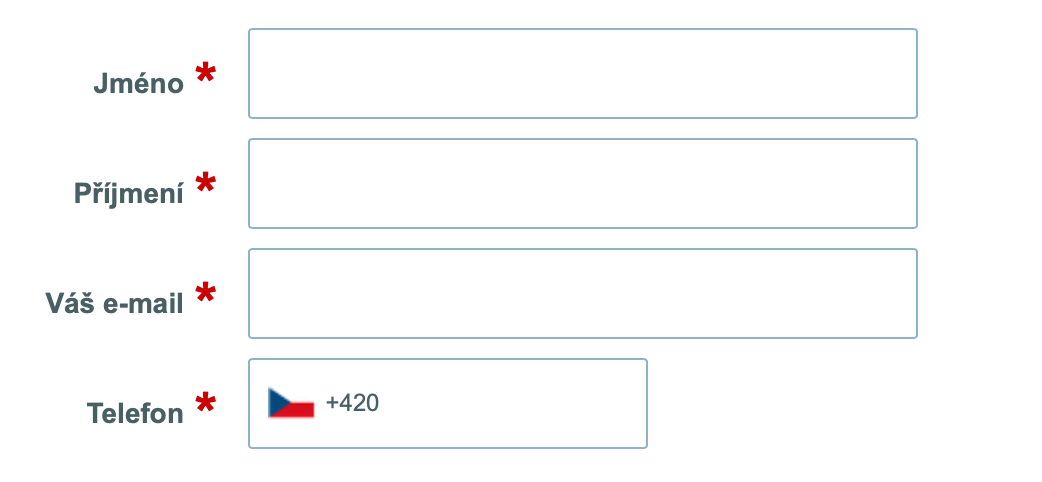 Jméno *
Příjmení *
Váš e-mail *
Telefon * +420